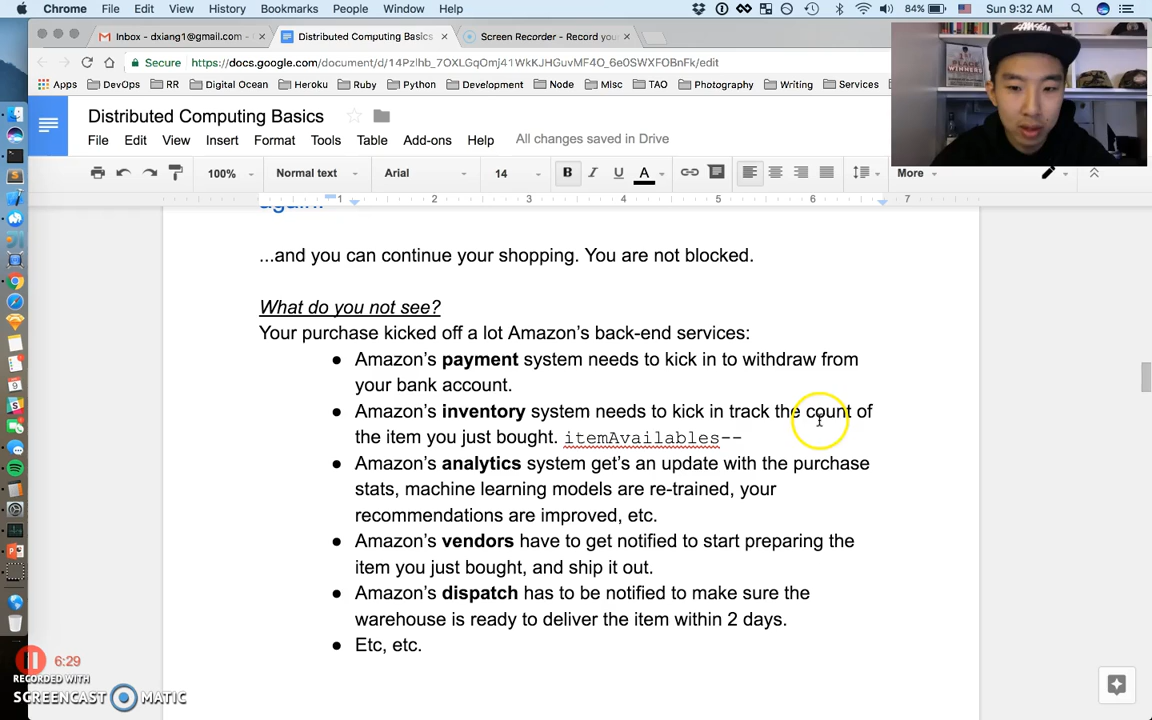 Chrome File Edit View History Bookmarks People Window Help 84% Sun 9:32 AM
Inbox - dxiang1@gmail.com - Distributed Computing Basics - Screen Recorder - Record your
Secure https://docs.google.com/document/d/14Pzlhb_7OXLGqOmj41WkKJHGuvMF4O_6e0SWXFOBnFk/edit
Apps DevOps RR Digital Ocean Heroku Ruby Python Development Node Misc TAO Photography Writing Services
Distributed Computing Basics
File Edit View Insert Format Tools Table Add-ons Help All changes saved in Drive
100% Normal text Arial 14 B I U A More
1 2 3 4 5 6 7
again!
...and you can continue your shopping. You are not blocked.
What do you not see?
Your purchase kicked off a lot Amazon's back-end services:
● Amazon's payment system needs to kick in to withdraw from
your bank account.
● Amazon's inventory system needs to kick in track the count of
the item you just bought. itemAvailables--
● Amazon's analytics system get's an update with the purchase
stats, machine learning models are re-trained, your
recommendations are improved, etc.
● Amazon's vendors have to get notified to start preparing the
item you just bought, and ship it out.
● Amazon's dispatch has to be notified to make sure the
warehouse is ready to deliver the item within 2 days.
● Etc, etc.
6:29
RECORDED WITH
SCREENCAST MATIC